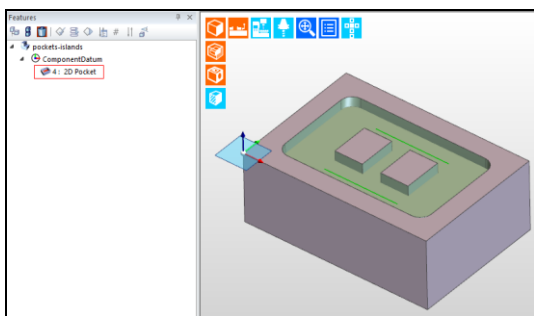 Features
pockets-islands
ComponentDatum
4 : 2D Pocket